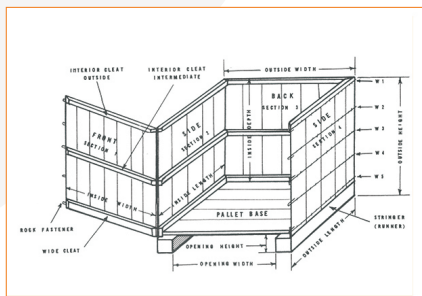 OUTSIDE WIDTH
INTERIOR CLEAT
OUTSIDE
INTERIOR CLEAT
INTERMEDIATE
W 1
BACK
SECTION 3
W 2
SIDE
SECTION 2
FRONT
SECTION 1
INSIDE DEPTH
SIDE
SECTION 4
W 3
OUTSIDE HEIGHT
W 4
W 5
INSIDE WIDTH
INSIDE LENGTH
PALLET BASE
ROCK FASTENER
WIDE CLEAT
STRINGER
(RUNNER)
OPENING HEIGHT
OUTSIDE LENGTH
OPENING WIDTH